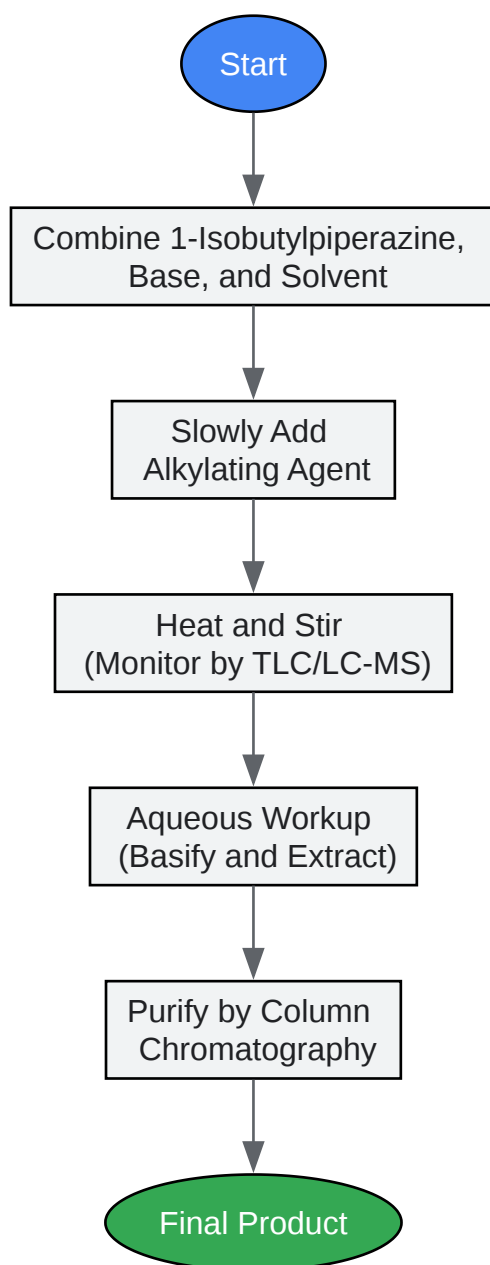 Start
Combine 1-Isobutylpiperazine,
Base, and Solvent
Slowly Add
Alkylating Agent
Heat and Stir
(Monitor by TLC/LC-MS)
Aqueous Workup
(Basify and Extract)
Purify by Column
Chromatography
Final Product